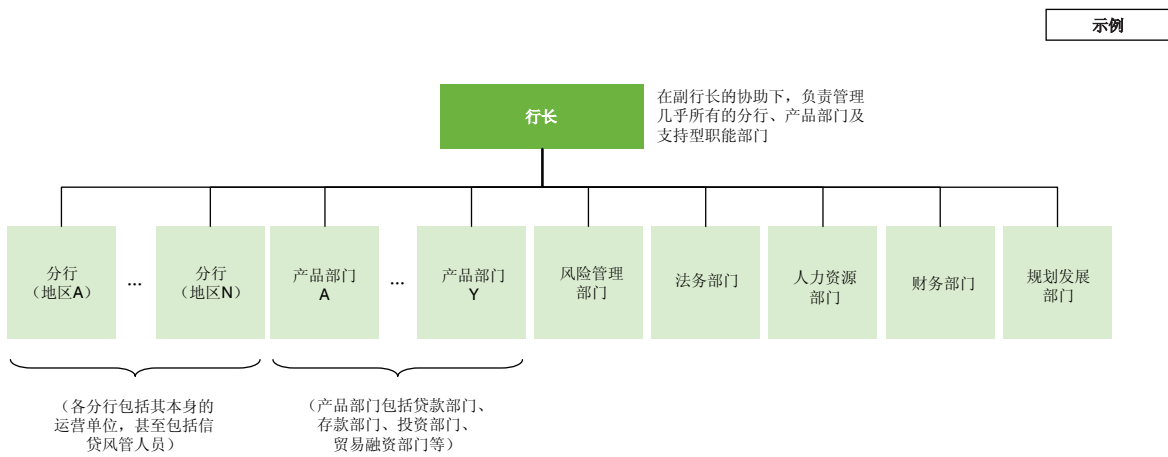 示例
行长
在副行长的协助下，负责管理
几乎所有的分行、产品部门及
支持型职能部门
分行
（地区A）
...
分行
（地区N）
产品部门
A
...
产品部门
Y
风险管理
部门
法务部门
人力资源
部门
财务部门
规划发展
部门
（各分行包括其本身的
运营单位，甚至包括信
贷风管人员）
（产品部门包括贷款部门、
存款部门、投资部门、
贸易融资部门等）